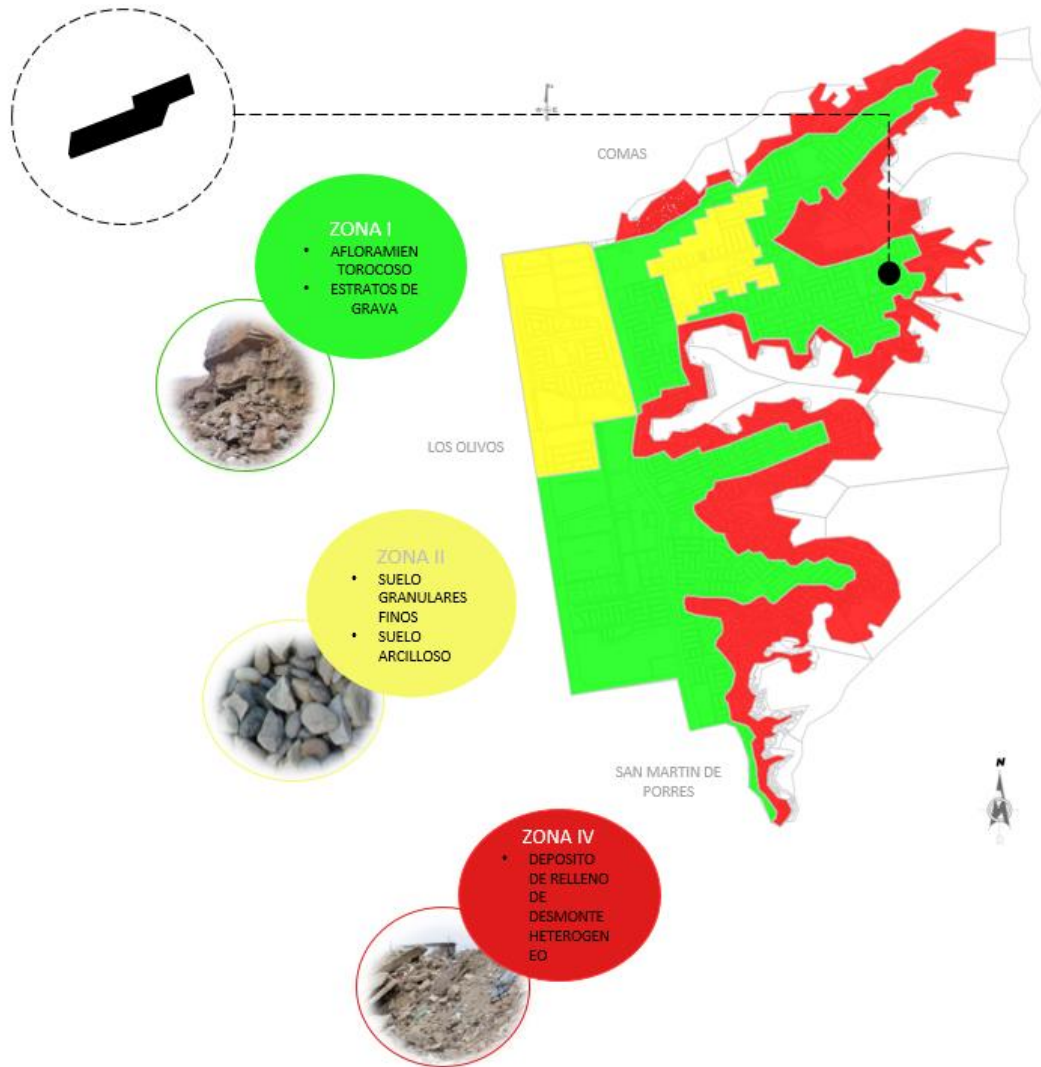 COMAS
ZONA I
• AFLORAMIEN
TOROCOSO
• ESTRATOS DE
GRAVA
LOS OLIVOS
ZONA II
• SUELO
GRANULARES
FINOS
• SUELO
ARCILLOSO
SAN MARTIN DE
PORRES
N
ZONA IV
• DEPOSITO
DE RELLENO
DE
DESMONTE
HETEROGEN
EO